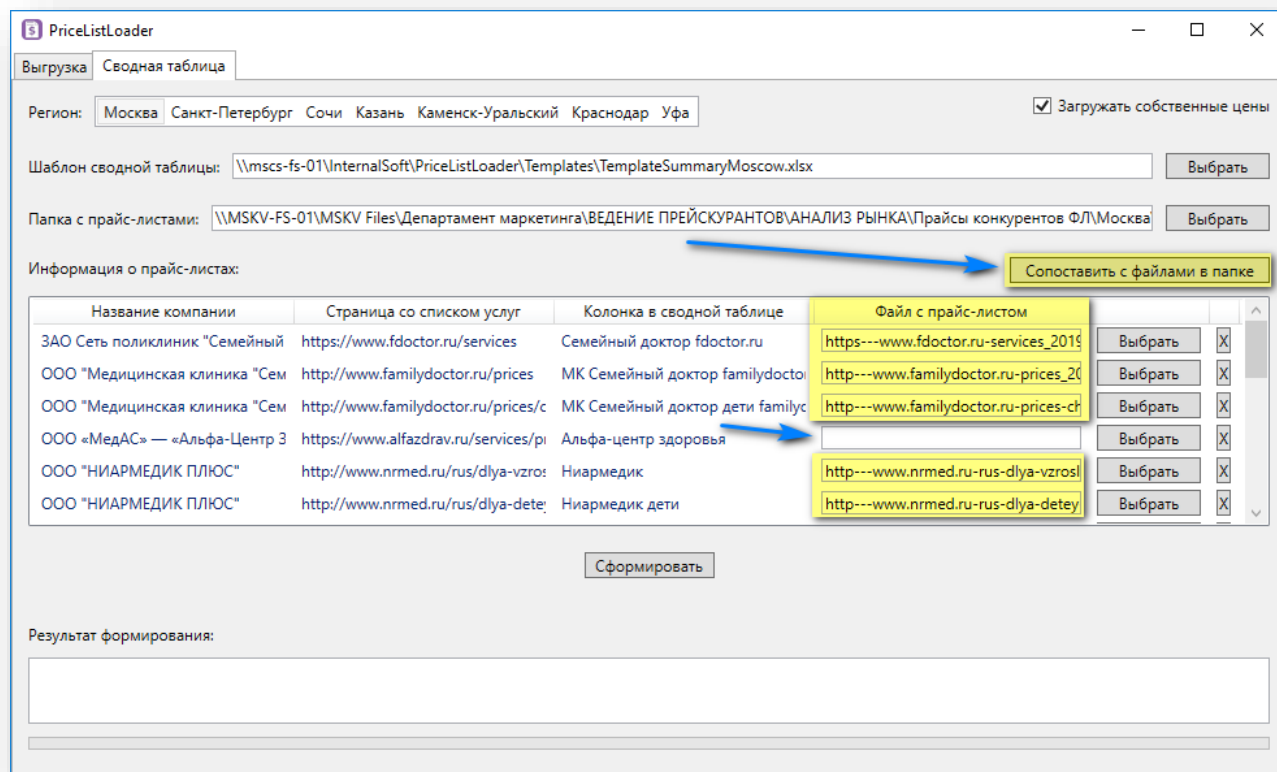 PriceListLoader
Выгрузка Сводная таблица
Регион: Москва Санкт-Петербург Сочи Казань Каменск-Уральский Краснодар Уфа Загружать собственные цены
Шаблон сводной таблицы: \\mscs-fs-01\InternalSoft\PriceListLoader\Templates\TemplateSummaryMoscow.xlsx Выбрать
Папка с прайс-листами: \\MSKV-FS-01\MSKV Files\Департамент маркетинга\ВЕДЕНИЕ ПРЕЙСКУРАНТОВ\АНАЛИЗ РЫНКА\Прайсы конкурентов ФЛ\Москва\ Выбрать
Информация о прайс-листах: Сопоставить с файлами в папке
Название компании Страница со списком услуг Колонка в сводной таблице Файл с прайс-листом
ЗАО Сеть поликлиник "Семейный https://www.fdoctor.ru/services Семейный доктор fdoctor.ru https---www.fdoctor.ru-services_2019 Выбрать X
ООО "Медицинская клиника "Сем http://www.familydoctor.ru/prices МК Семейный доктор familydoctor http---www.familydoctor.ru-prices_20 Выбрать X
ООО "Медицинская клиника "Сем http://www.familydoctor.ru/prices/c МК Семейный доктор дети familyc http---www.familydoctor.ru-prices-ch Выбрать X
ООО «МедАС» — «Альфа-Центр З https://www.alfazdrav.ru/services/pr Альфа-центр здоровья Выбрать X
ООО "НИАРМЕДИК ПЛЮС" http://www.nrmed.ru/rus/dlya-vzros Ниармедик http---www.nrmed.ru-rus-dlya-vzrosl Выбрать X
ООО "НИАРМЕДИК ПЛЮС" http://www.nrmed.ru/rus/dlya-detey Ниармедик дети http---www.nrmed.ru-rus-dlya-detey Выбрать X
Сформировать
Результат формирования: